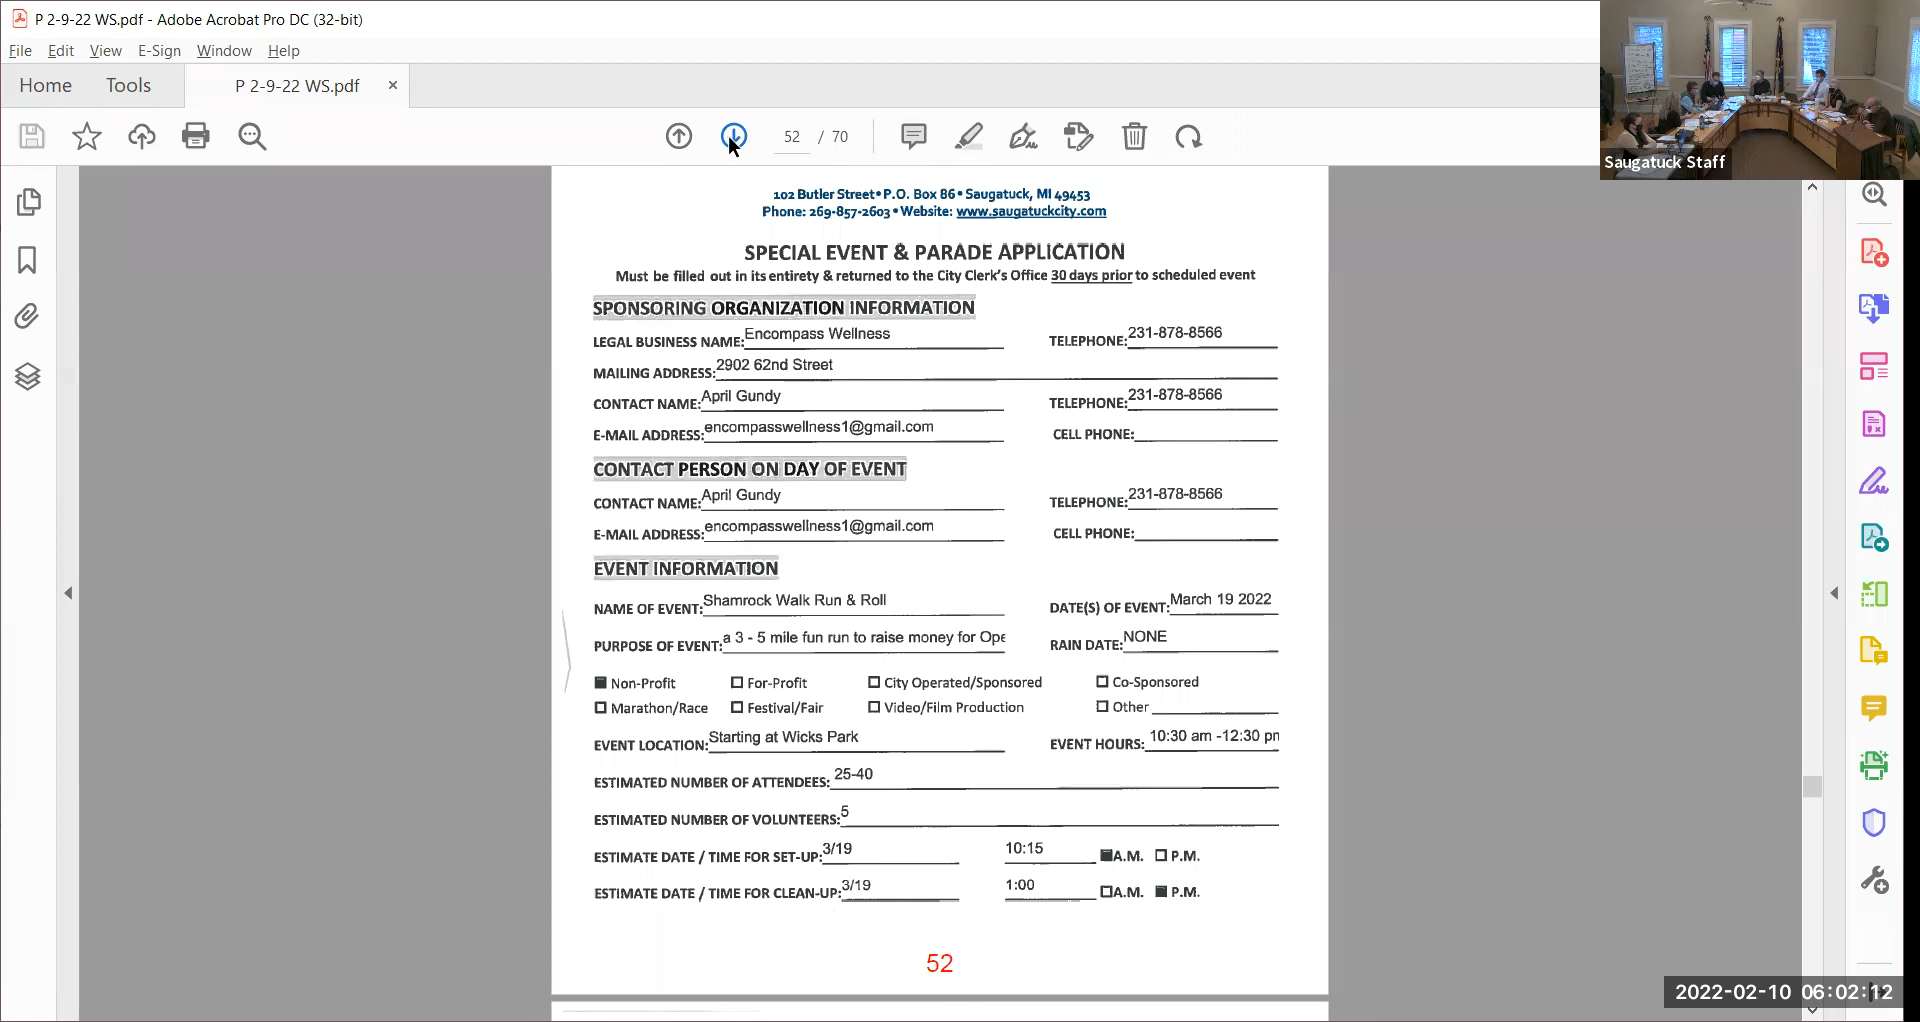 P 2-9-22 WS.pdf - Adobe Acrobat Pro DC (32-bit)
File Edit View E-Sign Window Help
Home Tools P 2-9-22 WS.pdf ×
52 / 70
Saugatuck Staff
102 Butler Street • P.O. Box 86 • Saugatuck, MI 49453
Phone: 269-857-2603 • Website: www.saugatuckcity.com
SPECIAL EVENT & PARADE APPLICATION
Must be filled out in its entirety & returned to the City Clerk's Office 30 days prior to scheduled event
SPONSORING ORGANIZATION INFORMATION
LEGAL BUSINESS NAME: Encompass Wellness TELEPHONE: 231-878-8566
MAILING ADDRESS: 2902 62nd Street
CONTACT NAME: April Gundy TELEPHONE: 231-878-8566
E-MAIL ADDRESS: encompasswellness1@gmail.com CELL PHONE:
CONTACT PERSON ON DAY OF EVENT
CONTACT NAME: April Gundy TELEPHONE: 231-878-8566
E-MAIL ADDRESS: encompasswellness1@gmail.com CELL PHONE:
EVENT INFORMATION
NAME OF EVENT: Shamrock Walk Run & Roll DATE(S) OF EVENT: March 19 2022
PURPOSE OF EVENT: a 3 - 5 mile fun run to raise money for Ope RAIN DATE: NONE
Non-Profit For-Profit City Operated/Sponsored Co-Sponsored
Marathon/Race Festival/Fair Video/Film Production Other
EVENT LOCATION: Starting at Wicks Park EVENT HOURS: 10:30 am -12:30 pm
ESTIMATED NUMBER OF ATTENDEES: 25-40
ESTIMATED NUMBER OF VOLUNTEERS: 5
ESTIMATE DATE / TIME FOR SET-UP: 3/19 10:15 A.M. P.M.
ESTIMATE DATE / TIME FOR CLEAN-UP: 3/19 1:00 A.M. P.M.
52
2022-02-10 06:02:12